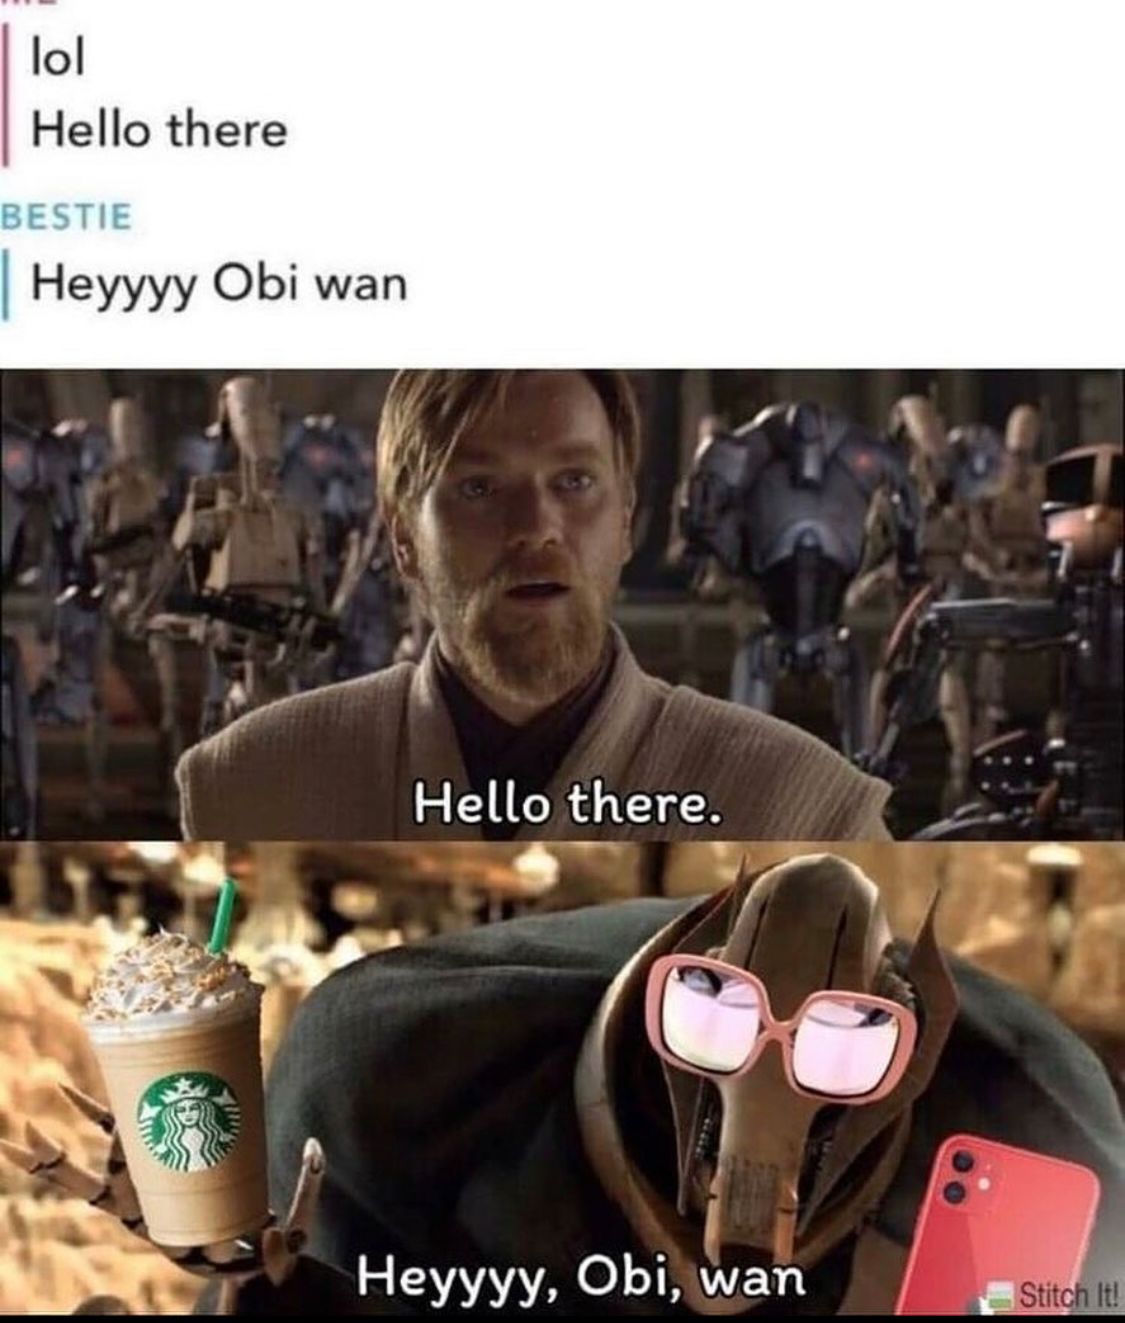 lol
Hello there
BESTIE
Heyyyy Obi wan
Hello there.
Heyyyy, Obi, wan
Stitch It!